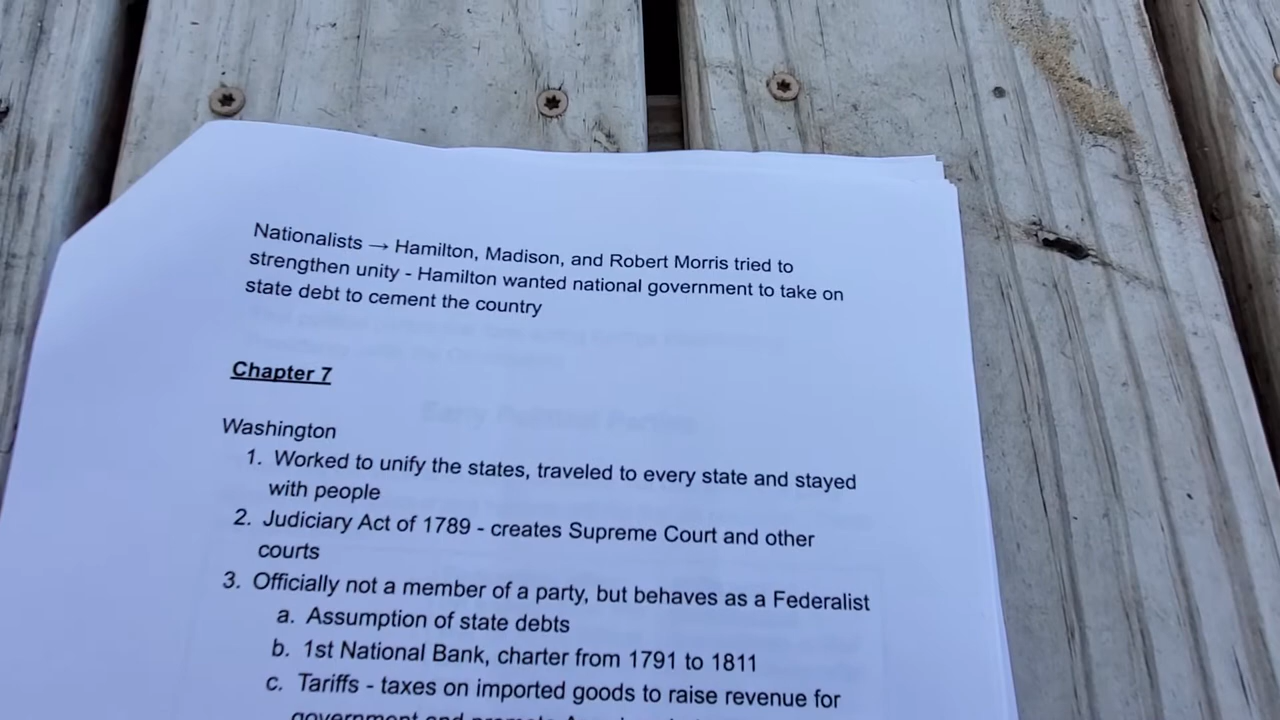 Nationalists → Hamilton, Madison, and Robert Morris tried to
strengthen unity - Hamilton wanted national government to take on
state debt to cement the country
Chapter 7
Washington
1. Worked to unify the states, traveled to every state and stayed
with people
2. Judiciary Act of 1789 - creates Supreme Court and other
courts
3. Officially not a member of a party, but behaves as a Federalist
a. Assumption of state debts
b. 1st National Bank, charter from 1791 to 1811
c. Tariffs - taxes on imported goods to raise revenue for
government and promote